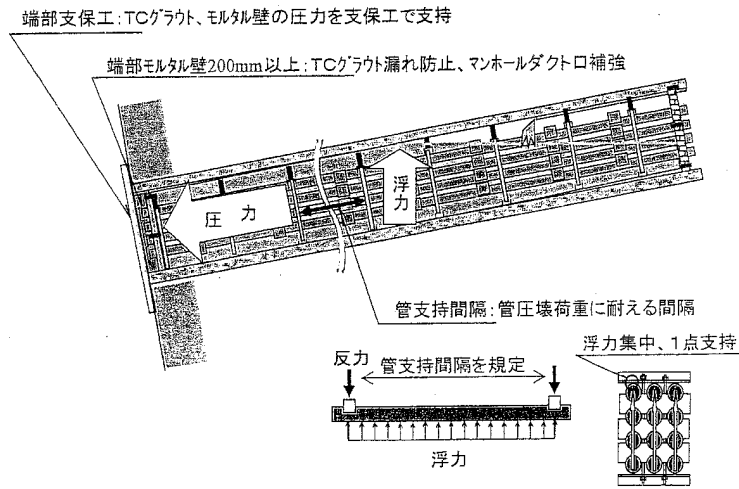 端部支保工：TCグラウト、モルタル壁の圧力を支保工で支持
端部モルタル壁200mm以上：TCグラウト漏れ防止、マンホールダクト口補強
圧力
浮力
管支持間隔：管圧壊荷重に耐える間隔
浮力集中、1点支持
反力
管支持間隔を規定
浮力